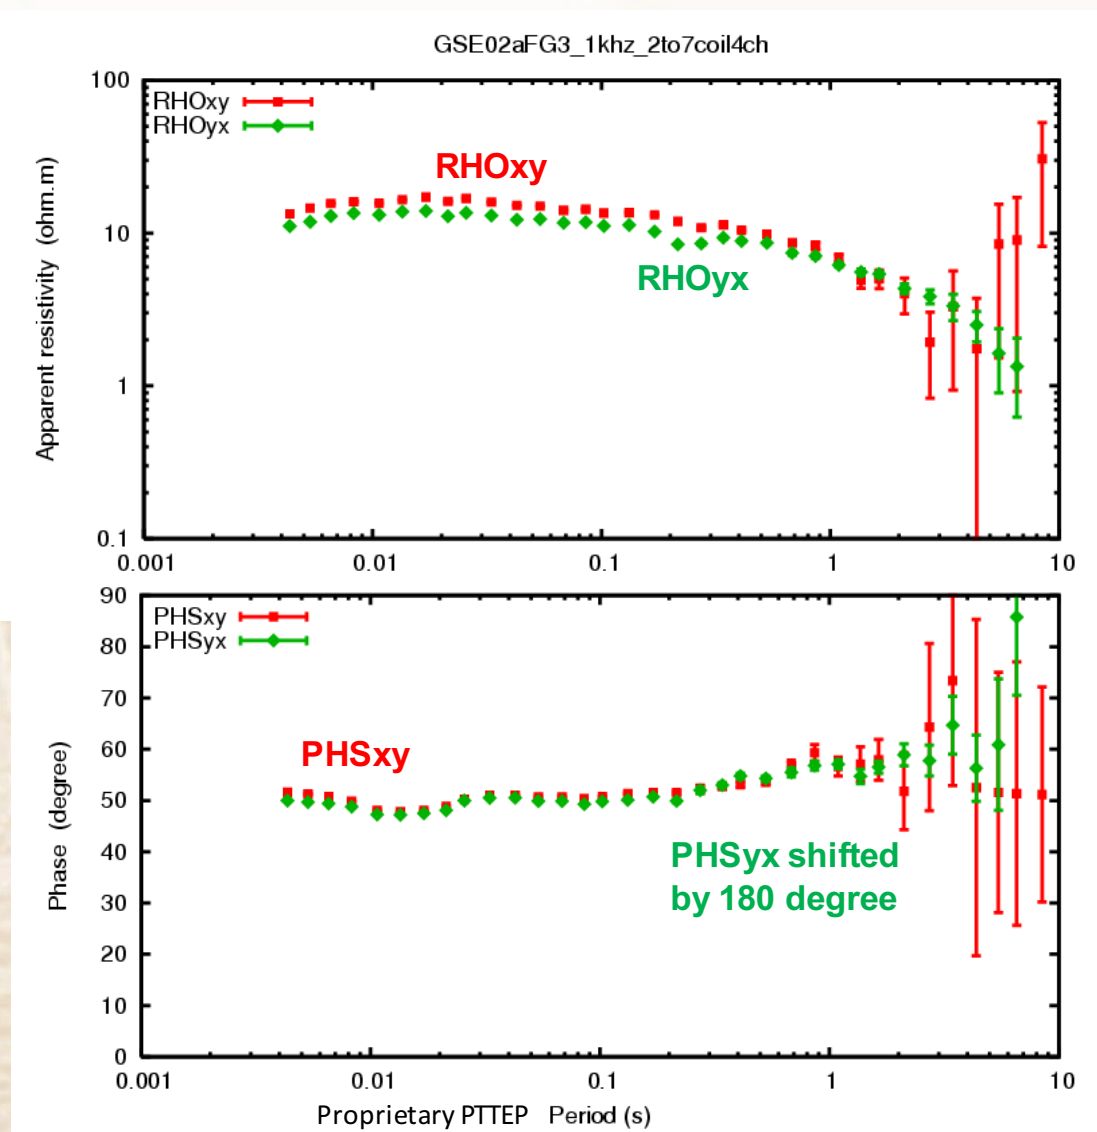 GSE02aFG3_1khz_2to7coil4ch
100
RHOxy
RHOyx
RHOxy
10
RHOyx
1
0.1
Apparent resistivity (ohm.m)
0.001 0.01 0.1 1 10
90
PHSxy
PHSyx
80
70
PHSxy
60
50
40
PHSyx shifted
by 180 degree
30
20
10
0
Phase (degree)
0.001 0.01 0.1 1 10
Proprietary PTTEP Period (s)